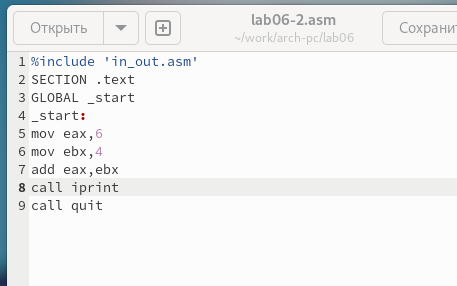 Открыть
lab06-2.asm
~/work/arch-pc/lab06
Сохрани
1 %include 'in_out.asm'
2 SECTION .text
3 GLOBAL _start
4 _start:
5 mov eax,6
6 mov ebx,4
7 add eax,ebx
8 call iprint
9 call quit